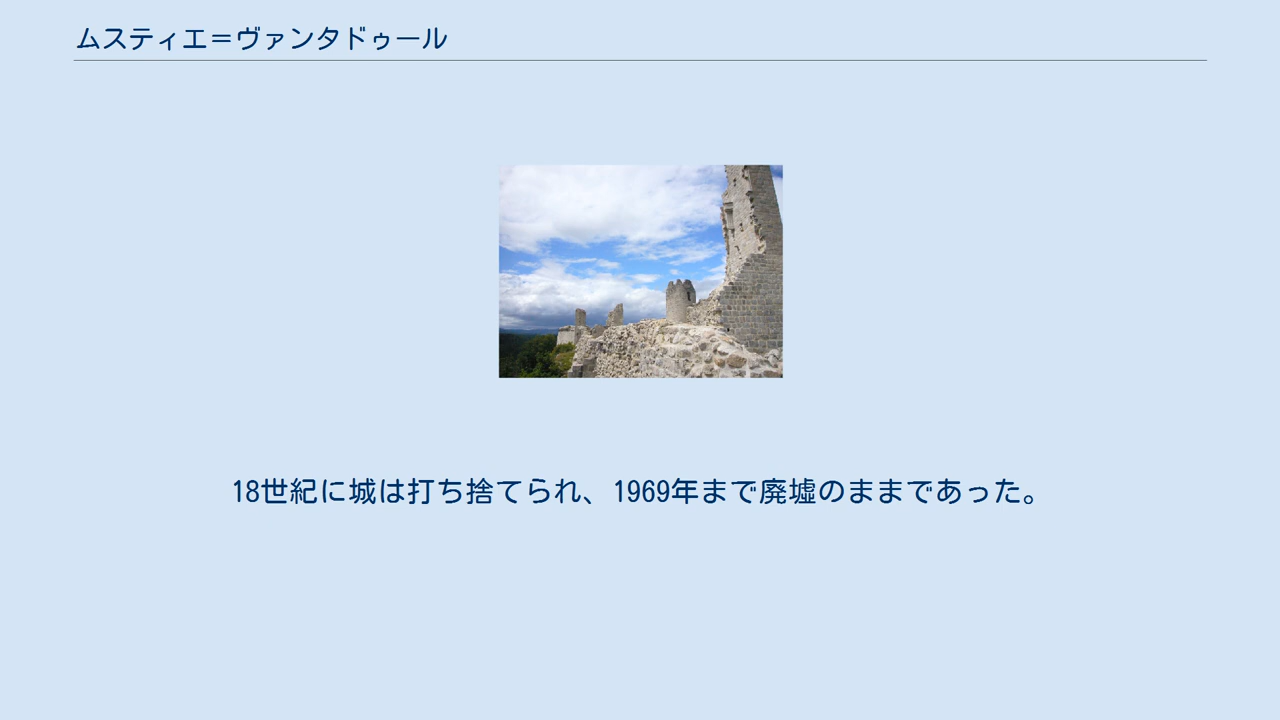 ムスティエ＝ヴァンタドゥール
18世紀に城は打ち捨てられ、1969年まで廃墟のままであった。